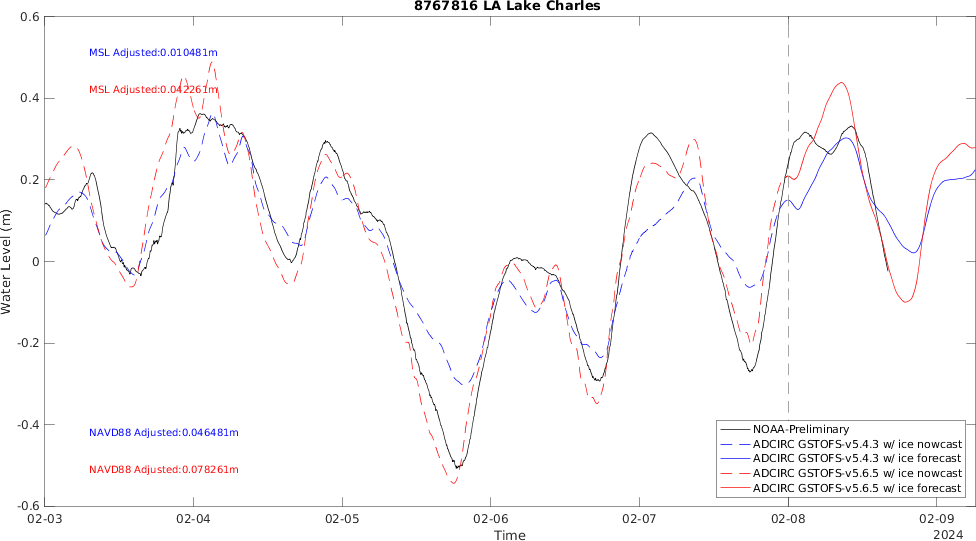 8767816 LA Lake Charles
0.6
0.4
0.2
0
-0.2
-0.4
-0.6
Water Level (m)
MSL Adjusted:0.010481m
MSL Adjusted:0.042261m
NAVD88 Adjusted:0.046481m
NAVD88 Adjusted:0.078261m
NOAA-Preliminary
ADCIRC GSTOFS-v5.4.3 w/ ice nowcast
ADCIRC GSTOFS-v5.4.3 w/ ice forecast
ADCIRC GSTOFS-v5.6.5 w/ ice nowcast
ADCIRC GSTOFS-v5.6.5 w/ ice forecast
02-03 02-04 02-05 02-06 02-07 02-08 02-09
Time
2024